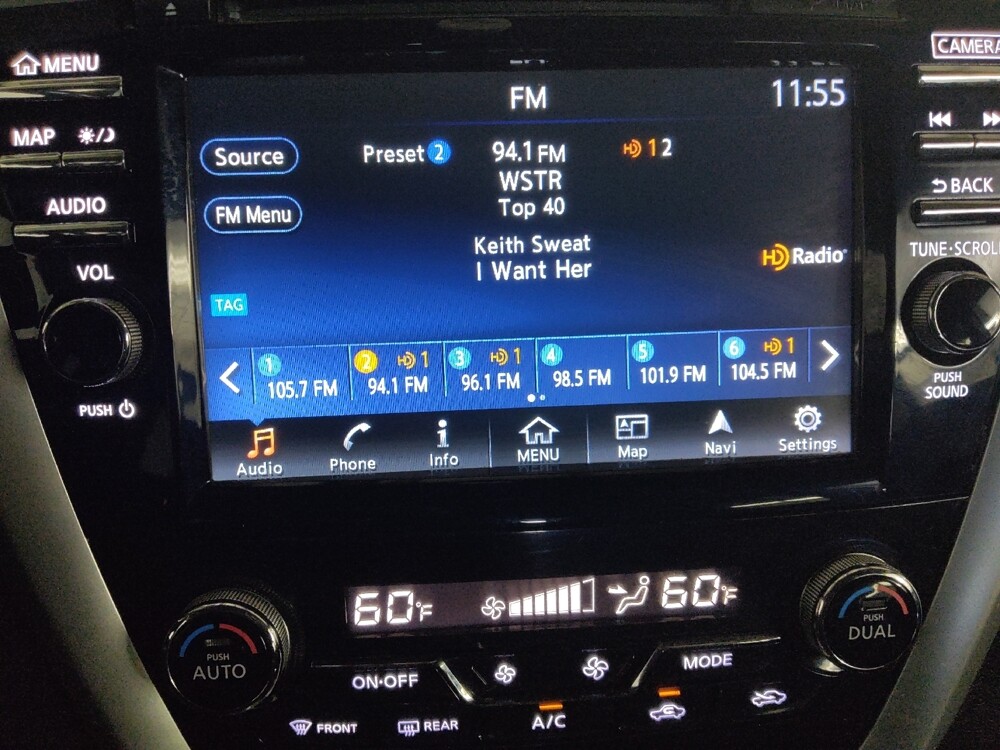 MENU
CAMERA
FM
11:55
MAP
Source
Preset 2
94.1 FM
HD 1 2
WSTR
Top 40
BACK
AUDIO
FM Menu
Keith Sweat
I Want Her
HD Radio
TUNE·SCROLL
VOL
TAG
1
2 HD 1
3 HD 1
4
5
6 HD 1
105.7 FM
94.1 FM
96.1 FM
98.5 FM
101.9 FM
104.5 FM
PUSH
PUSH
SOUND
Audio
Phone
Info
MENU
Map
Navi
Settings
60°F
60°F
PUSH
AUTO
PUSH
DUAL
ON·OFF
MODE
FRONT
REAR
A/C